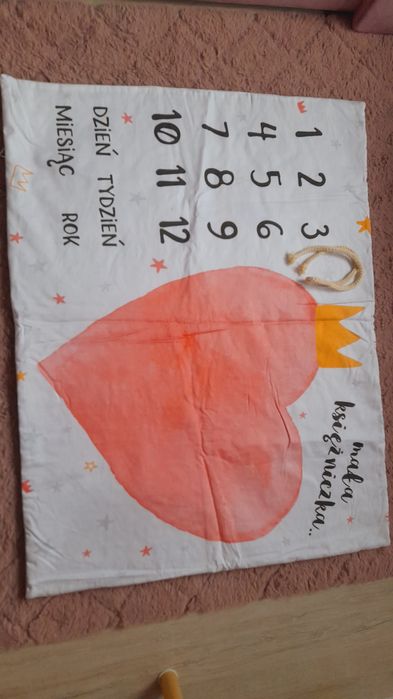 mała
księżniczka..
1 2 3
4 5 6
7 8 9
10 11 12
DZIEŃ TYDZIEŃ
MIESIĄC ROK